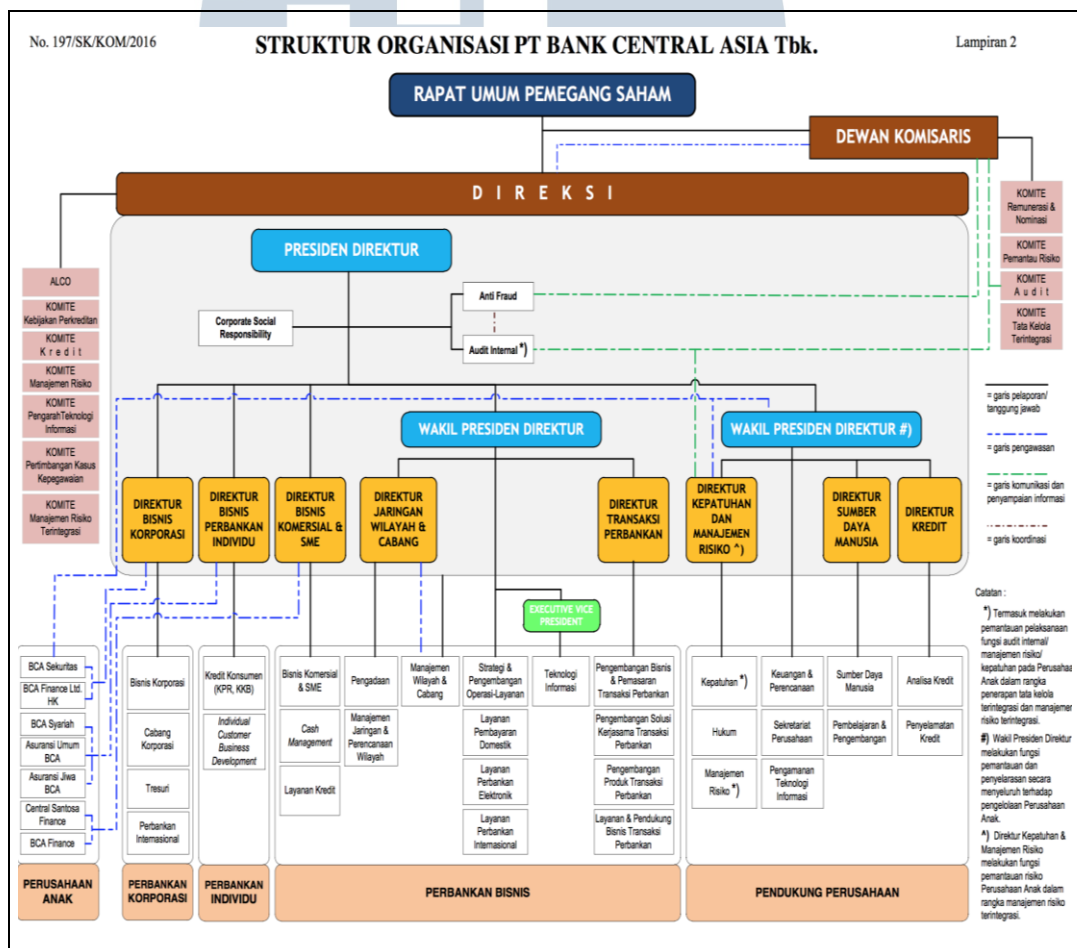 No. 197/SK/KOM/2016
STRUKTUR ORGANISASI PT BANK CENTRAL ASIA Tbk.
Lampiran 2
RAPAT UMUM PEMEGANG SAHAM
DEWAN KOMISARIS
D I R E K S I
PRESIDEN DIREKTUR
Corporate Social
Responsibility
Anti Fraud
Audit Internal *)
ALCO
KOMITE
Kebijakan Perkreditan
KOMITE
K r e d i t
KOMITE
Manajemen Risiko
KOMITE
PengarahTeknologi
Informasi
KOMITE
Pertimbangan Kasus
Kepegawaian
KOMITE
Manajemen Risiko
Terintegrasi
KOMITE
Remunerasi &
Nominasi
KOMITE
Pemantau Risiko
KOMITE
A u d i t
KOMITE
Tata Kelola
Terintegrasi
WAKIL PRESIDEN DIREKTUR
WAKIL PRESIDEN DIREKTUR #)
DIREKTUR
BISNIS
KORPORASI
DIREKTUR
BISNIS
PERBANKAN
INDIVIDU
DIREKTUR
BISNIS
KOMERSIAL &
SME
DIREKTUR
JARINGAN
WILAYAH &
CABANG
DIREKTUR
TRANSAKSI
PERBANKAN
DIREKTUR
KEPATUHAN
DAN
MANAJEMEN
RISIKO ^)
DIREKTUR
SUMBER
DAYA
MANUSIA
DIREKTUR
KREDIT
= garis pelaporan/
tanggung jawab
= garis pengawasan
= garis komunikasi dan
penyampaian informasi
= garis koordinasi
EXECUTIVE VICE
PRESIDENT
BCA Sekuritas
BCA Finance Ltd.
HK
BCA Syariah
Asuransi Umum
BCA
Asuransi Jiwa
BCA
Central Santosa
Finance
BCA Finance
PERUSAHAAN
ANAK
Bisnis Korporasi
Cabang
Korporasi
Tresuri
Perbankan
Internasional
PERBANKAN
KORPORASI
Kredit Konsumen
(KPR, KKB)
Individual
Customer
Business
Development
PERBANKAN
INDIVIDU
Bisnis Komersial
& SME
Cash
Management
Layanan Kredit
Pengadaan
Manajemen
Jaringan &
Perencanaan
Wilayah
Manajemen
Wilayah &
Cabang
Strategi &
Pengembangan
Operasi-Layanan
Layanan
Pembayaran
Domestik
Layanan
Perbankan
Elektronik
Layanan
Perbankan
Internasional
Teknologi
Informasi
Pengembangan Bisnis
& Pemasaran
Transaksi Perbankan
Pengembangan Solusi
Kerjasama Transaksi
Perbankan
Pengembangan
Produk Transaksi
Perbankan
Layanan & Pendukung
Bisnis Transaksi
Perbankan
PERBANKAN BISNIS
Kepatuhan *)
Hukum
Manajemen
Risiko *)
Keuangan &
Perencanaan
Sekretariat
Perusahaan
Pengamanan
Teknologi
Informasi
Sumber Daya
Manusia
Pembelajaran &
Pengembangan
Analisa Kredit
Penyelamatan
Kredit
PENDUKUNG PERUSAHAAN
Catatan :
*) Termasuk melakukan
pemantauan pelaksanaan
fungsi audit internal/
manajemen risiko/
kepatuhan pada Perusahaan
Anak dalam rangka
penerapan tata kelola
terintegrasi dan manajemen
risiko terintegrasi.
#) Wakil Presiden Direktur
melakukan fungsi
pemantauan dan
penyelarasan secara
menyeluruh terhadap
pengelolaan Perusahaan
Anak.
^) Direktur Kepatuhan &
Manajemen Risiko
melakukan fungsi
pemantauan risiko
Perusahaan Anak dalam
rangka manajemen risiko
terintegrasi.